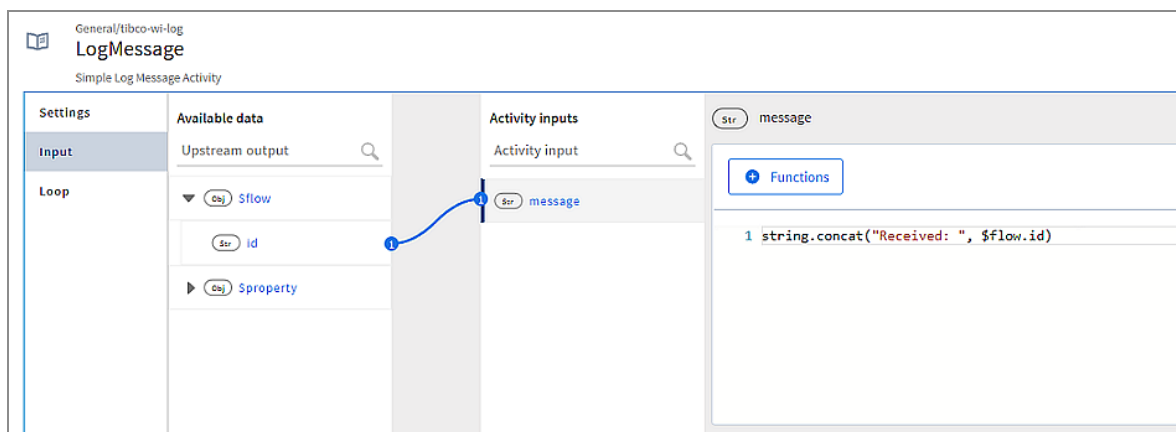 General/tibco-wi-log
LogMessage
Simple Log Message Activity
Settings
Input
Loop
Available data
Upstream output
Obj $flow
Str id
1
Obj $property
Activity inputs
Activity input
1
Str message
Str message
Functions
1 string.concat("Received: ", $flow.id)